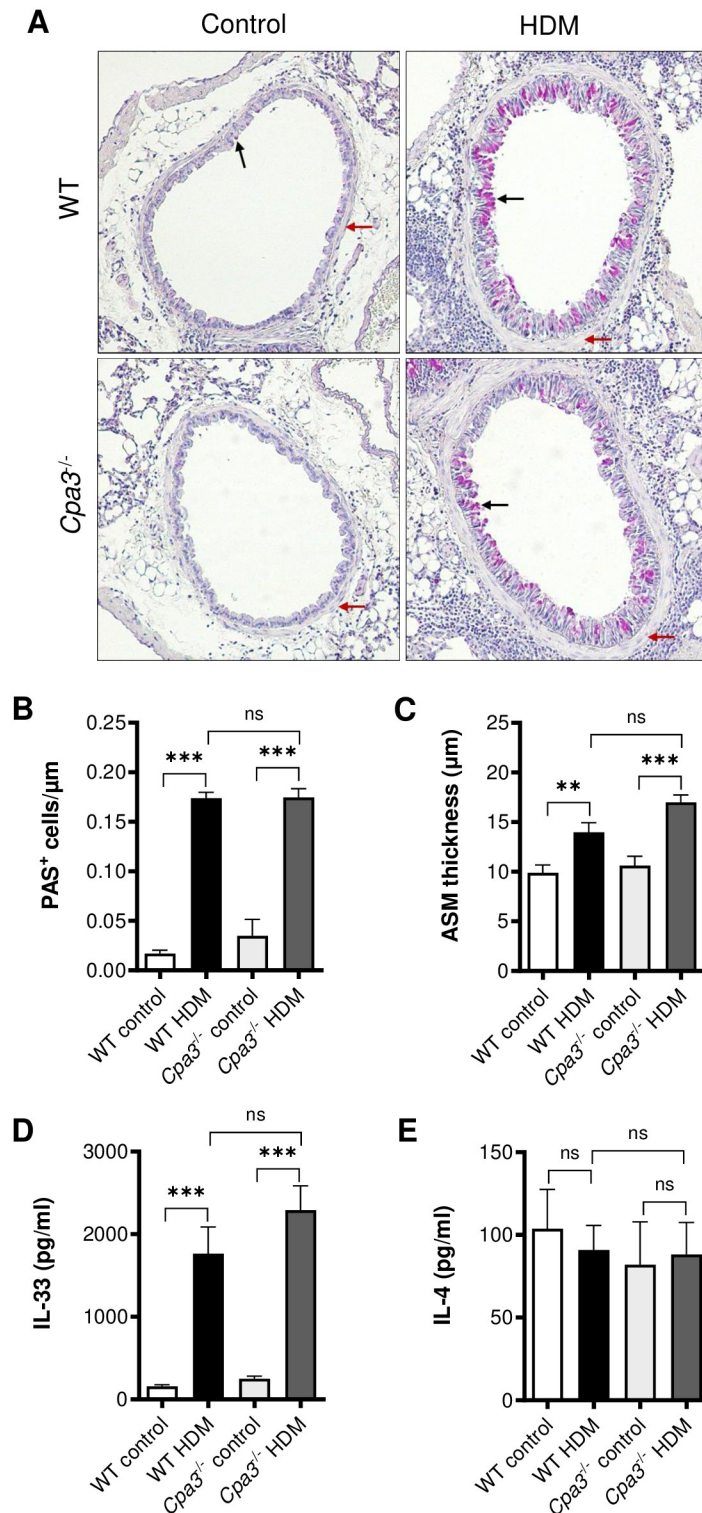 A
Control HDM
WT
Cpa3-/-
B
PAS+ cells/µm
0.25
0.20
0.15
0.10
0.05
0.00
ns
*** ***
WT control
WT HDM
Cpa3-/- control
Cpa3-/- HDM
C
ASM thickness (µm)
25
20
15
10
5
0
ns
** ***
WT control
WT HDM
Cpa3-/- control
Cpa3-/- HDM
D
IL-33 (pg/ml)
3000
2000
1000
0
ns
*** ***
WT control
WT HDM
Cpa3-/- control
Cpa3-/- HDM
E
IL-4 (pg/ml)
150
100
50
0
ns
ns
ns
WT control
WT HDM
Cpa3-/- control
Cpa3-/- HDM